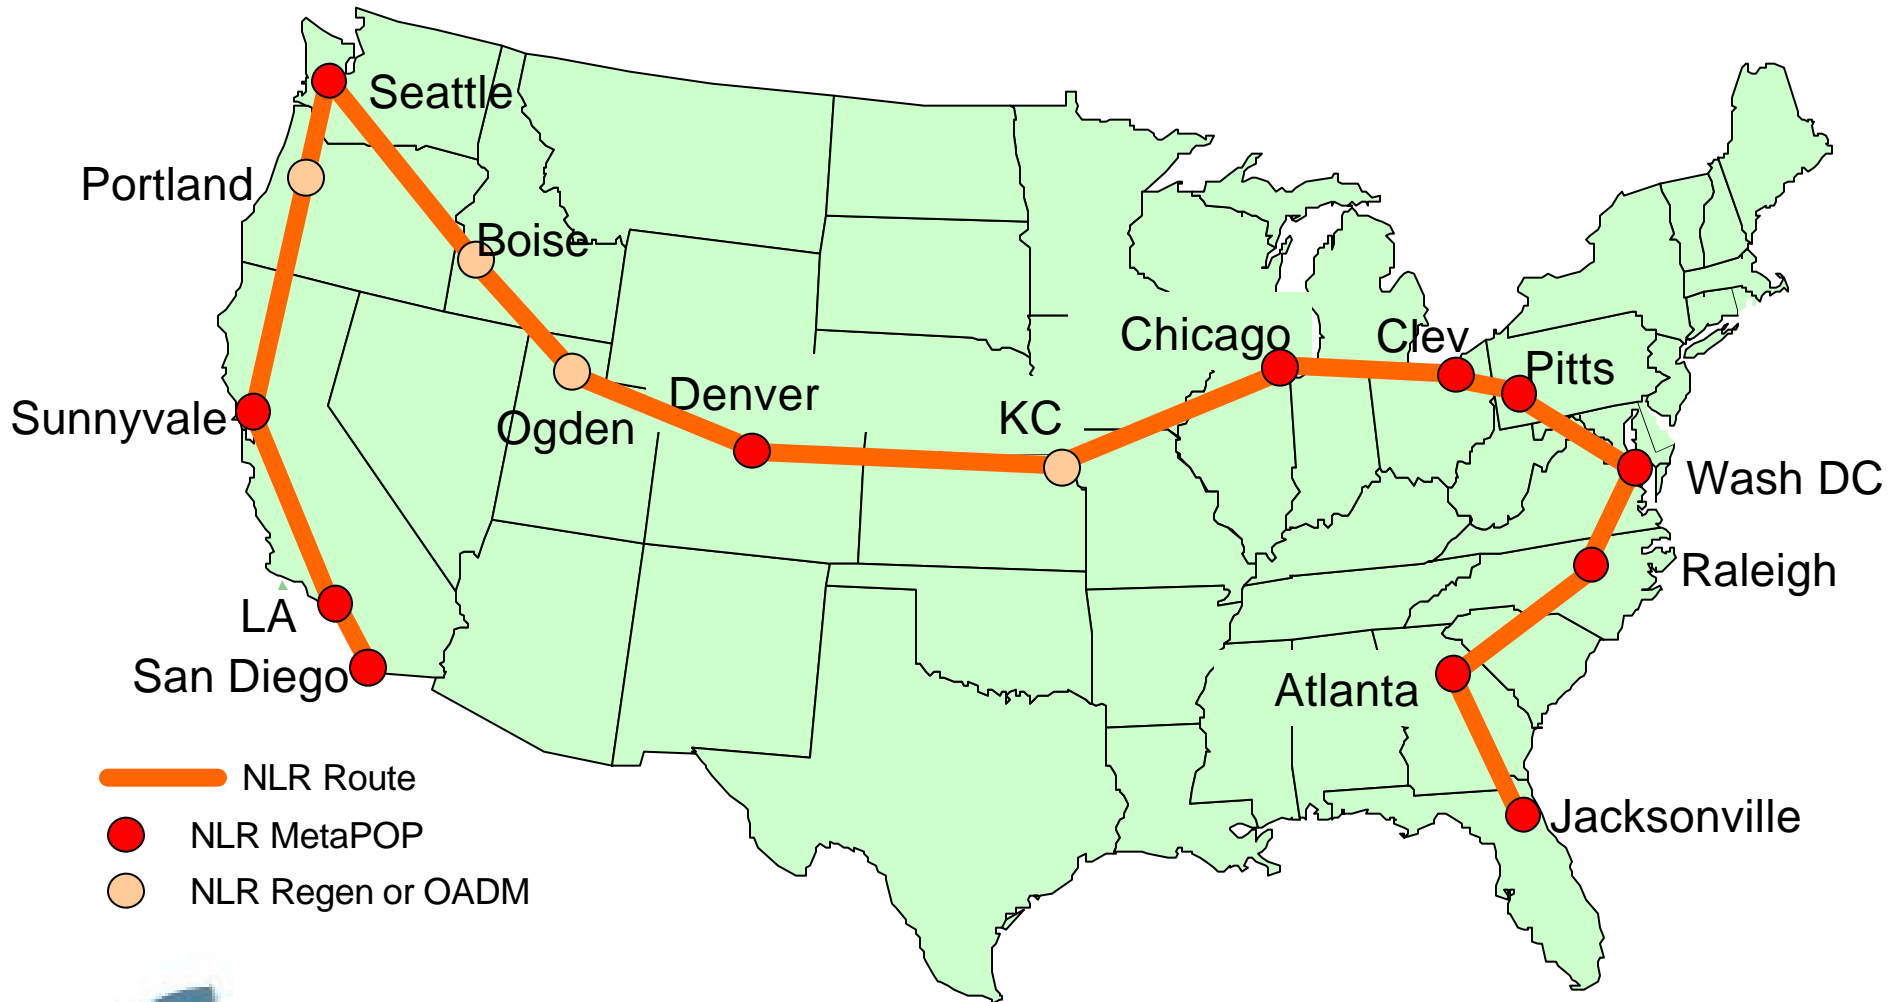 Seattle
Portland
Boise
Chicago
Clev
Pitts
Denver
KC
Sunnyvale
Ogden
Wash DC
Raleigh
LA
San Diego
Atlanta
NLR Route
Jacksonville
NLR MetaPOP
NLR Regen or OADM